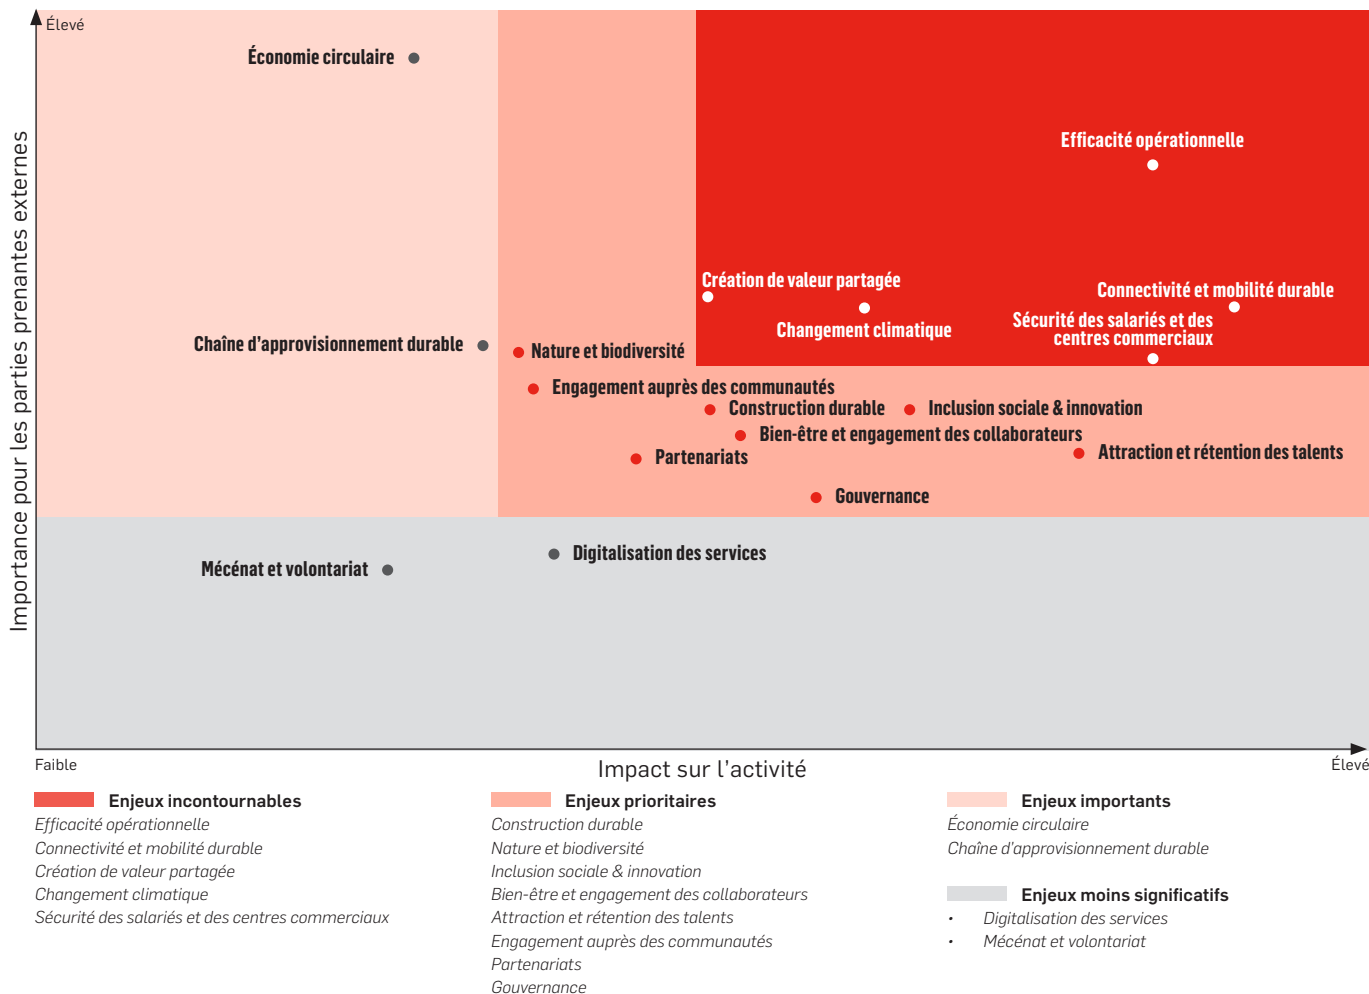 Élevé
Économie circulaire
Efficacité opérationnelle
Importance pour les parties prenantes externes
Création de valeur partagée
Connectivité et mobilité durable
Changement climatique
Sécurité des salariés et des
centres commerciaux
Chaîne d'approvisionnement durable
Nature et biodiversité
Engagement auprès des communautés
Construction durable
Inclusion sociale & innovation
Bien-être et engagement des collaborateurs
Partenariats
Attraction et rétention des talents
Gouvernance
Digitalisation des services
Mécénat et volontariat
Faible
Impact sur l'activité
Élevé
Enjeux incontournables
Efficacité opérationnelle
Connectivité et mobilité durable
Création de valeur partagée
Changement climatique
Sécurité des salariés et des centres commerciaux
Enjeux prioritaires
Construction durable
Nature et biodiversité
Inclusion sociale & innovation
Bien-être et engagement des collaborateurs
Attraction et rétention des talents
Engagement auprès des communautés
Partenariats
Gouvernance
Enjeux importants
Économie circulaire
Chaîne d'approvisionnement durable
Enjeux moins significatifs
• Digitalisation des services
• Mécénat et volontariat